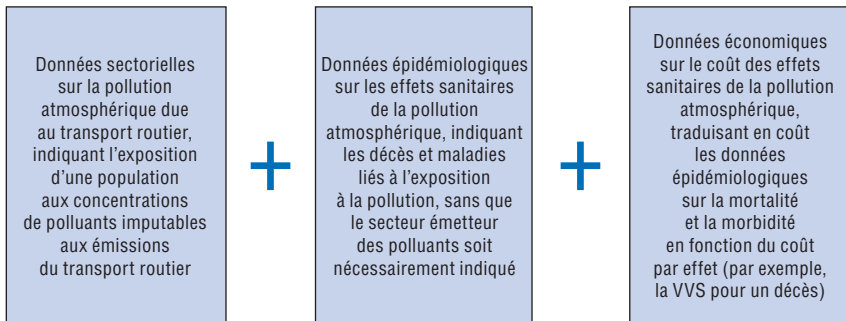 Données sectorielles
sur la pollution
atmosphérique due
au transport routier,
indiquant l’exposition
d’une population
aux concentrations
de polluants imputables
aux émissions
du transport routier
+
Données épidémiologiques
sur les effets sanitaires
de la pollution
atmosphérique, indiquant
les décès et maladies
liés à l’exposition
à la pollution, sans que
le secteur émetteur
des polluants soit
nécessairement indiqué
+
Données économiques
sur le coût des effets
sanitaires de la pollution
atmosphérique,
traduisant en coût
les données
épidémiologiques
sur la mortalité
et la morbidité
en fonction du coût
par effet (par exemple,
la VVS pour un décès)